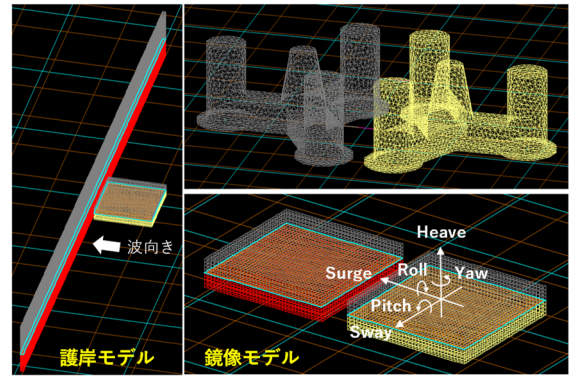 波向き
護岸モデル
Heave
Surge
Roll
Yaw
Pitch
Sway
鏡像モデル